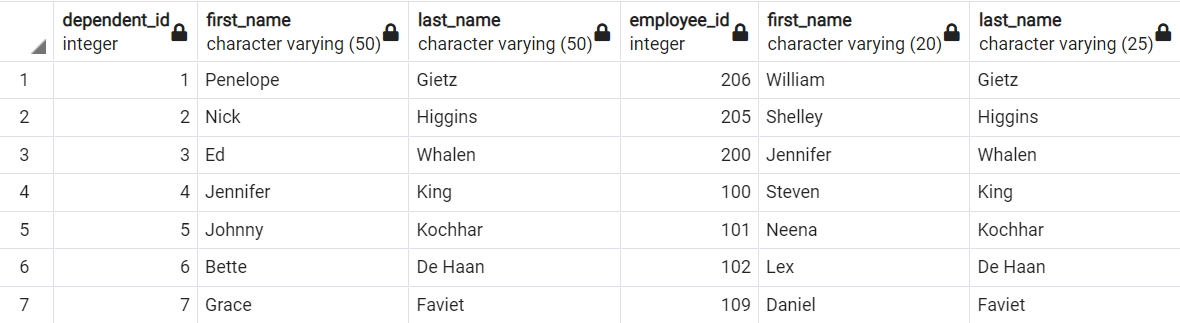 dependent_id first_name last_name employee_id first_name last_name
integer character varying (50) character varying (50) integer character varying (20) character varying (25)
1 1 Penelope Gietz 206 William Gietz
2 2 Nick Higgins 205 Shelley Higgins
3 3 Ed Whalen 200 Jennifer Whalen
4 4 Jennifer King 100 Steven King
5 5 Johnny Kochhar 101 Neena Kochhar
6 6 Bette De Haan 102 Lex De Haan
7 7 Grace Faviet 109 Daniel Faviet